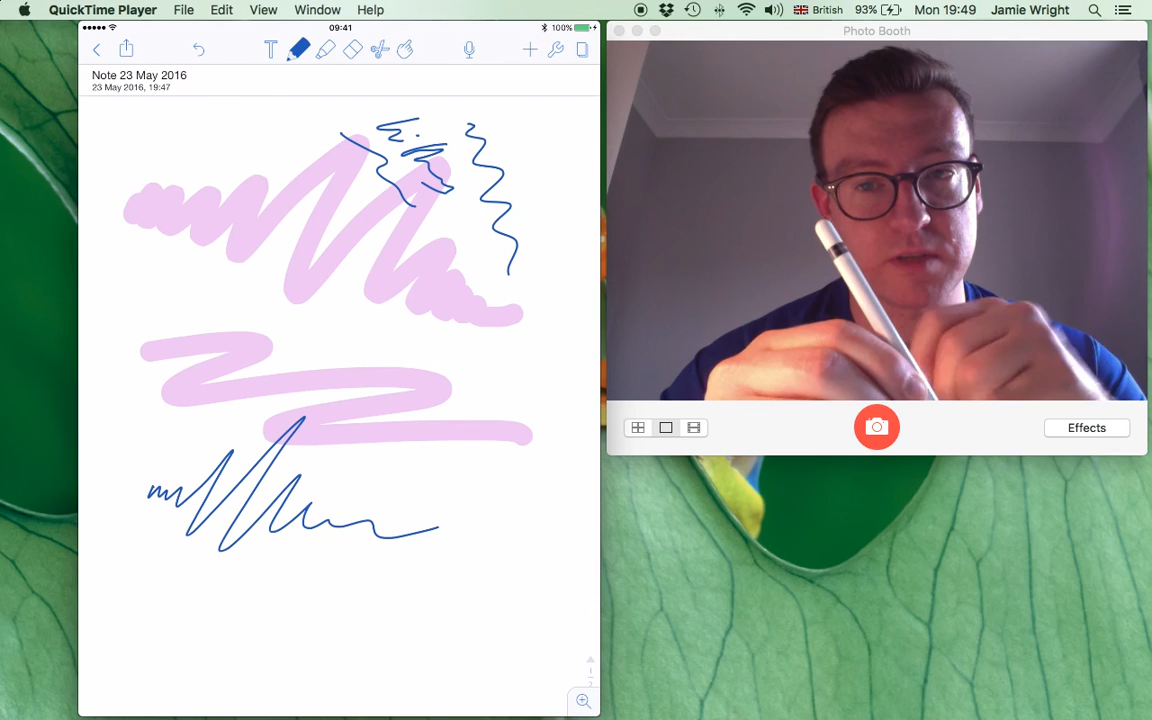 QuickTime Player File Edit View Window Help British 93% Mon 19:49 Jamie Wright
09:41 100%
T
Note 23 May 2016
23 May 2016, 19:47
Photo Booth
Effects